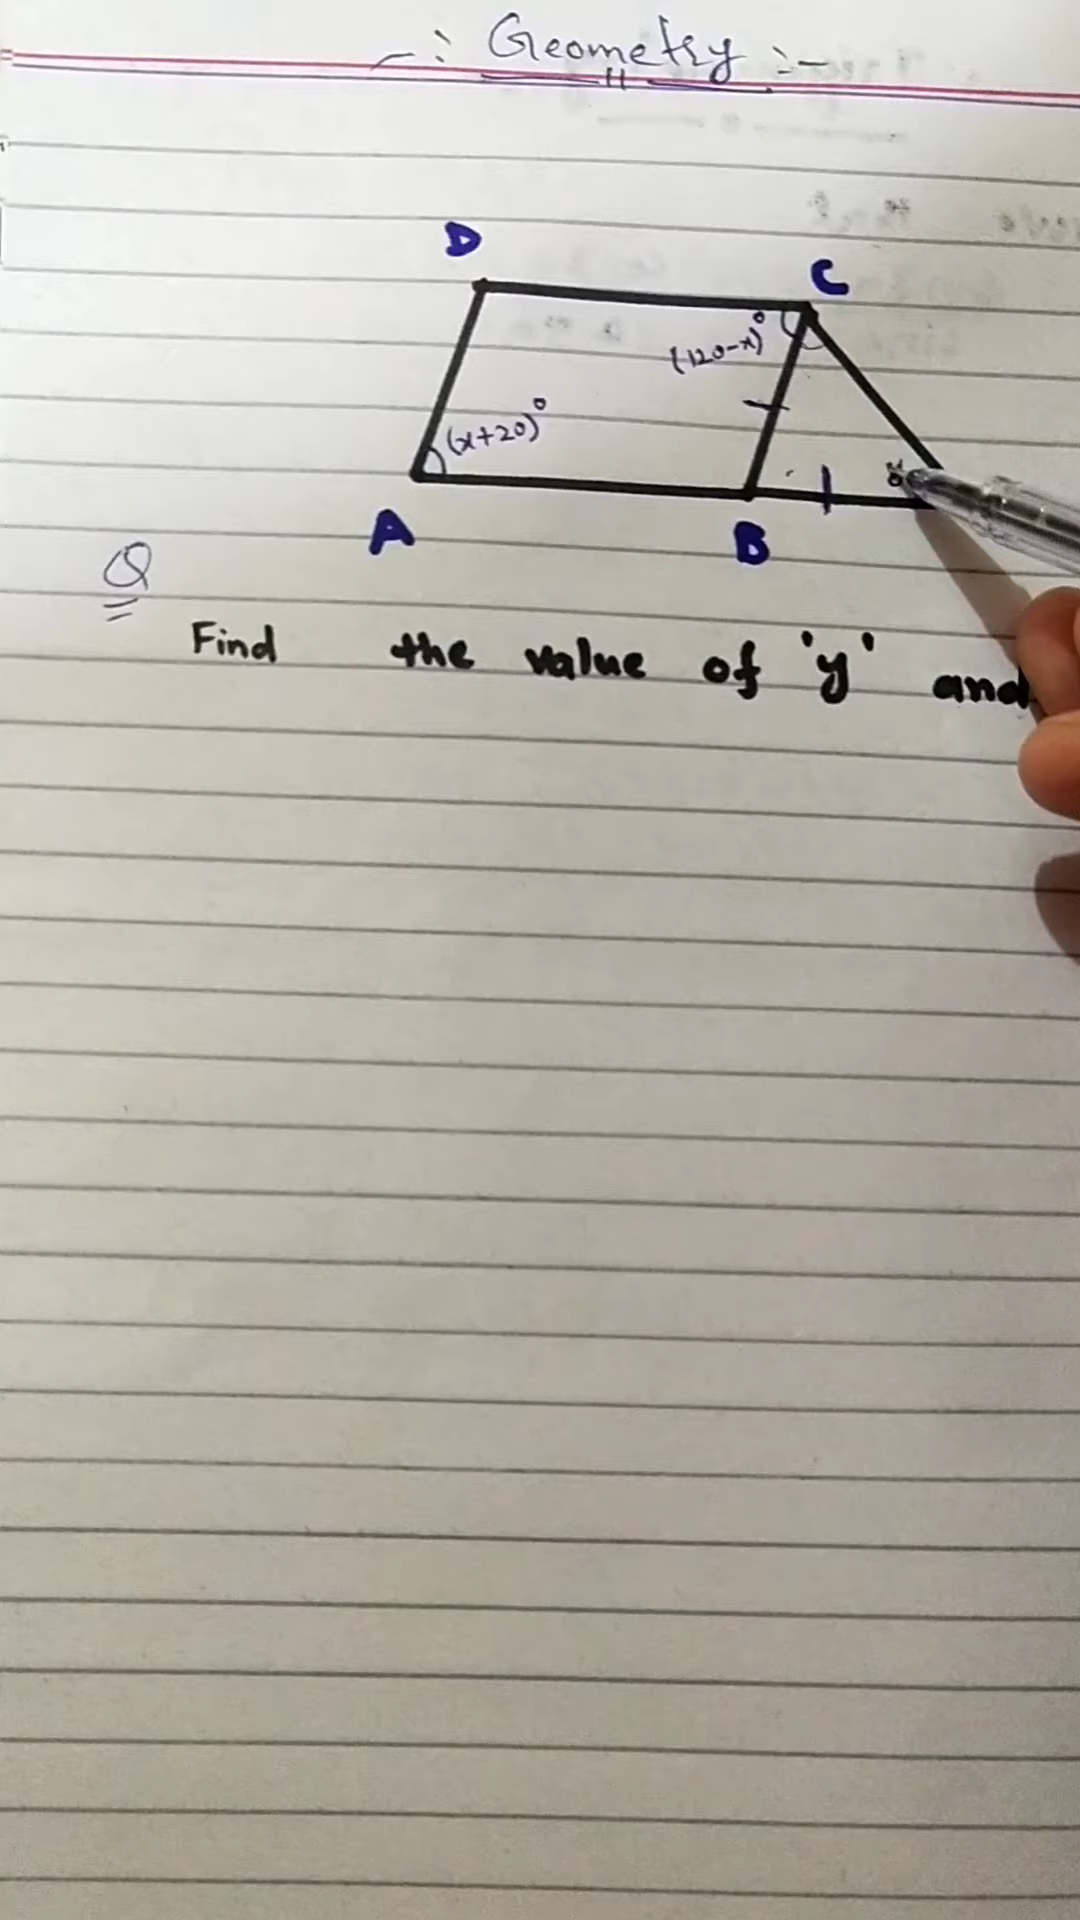 -: Geometry :-
D
C
(120-x)°
(x+20)°
A
B
Q
Find the value of 'y' and